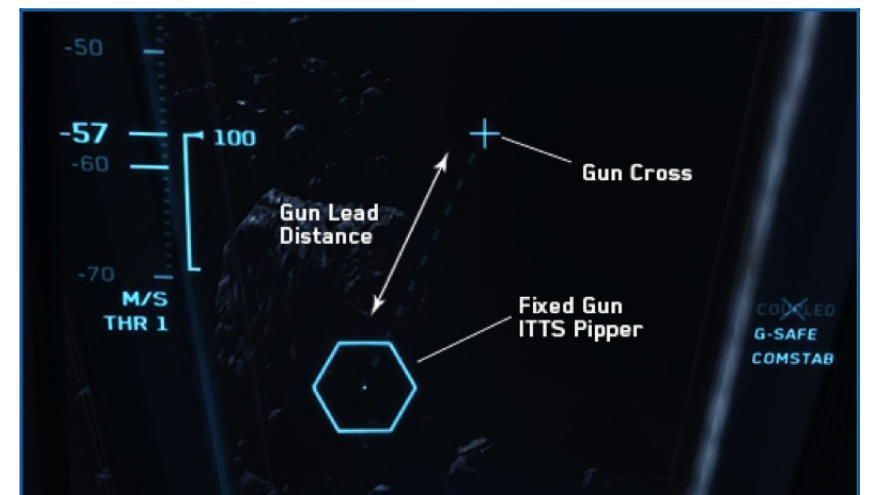 -50
-57
100
-60
Gun Cross
Gun Lead
Distance
-70
M/S
THR 1
Fixed Gun
ITTS Pipper
COUPLED
G-SAFE
COMSTAB